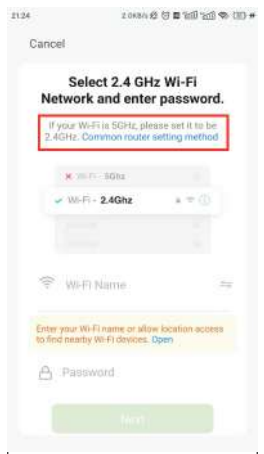 21:24
Cancel
Select 2.4 GHz Wi-Fi
Network and enter password.
If your Wi-Fi is 5GHz, please set it to be
2.4GHz. Common router setting method
Wi-Fi - 5Ghz
Wi-Fi - 2.4Ghz
Wi-Fi Name
Enter your Wi-Fi name or allow location access
to find nearby Wi-Fi devices. Open
Password
Next